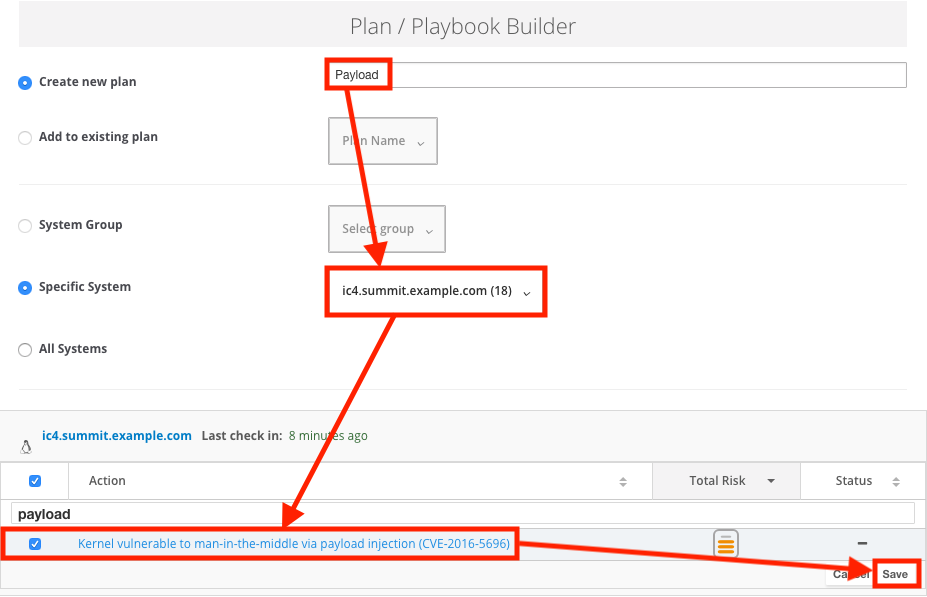 Plan / Playbook Builder
Create new plan
Payload
Add to existing plan
Plan Name
System Group
Select group
Specific System
ic4.summit.example.com (18)
All Systems
ic4.summit.example.com Last check in: 8 minutes ago
Action Total Risk Status
payload
Kernel vulnerable to man-in-the-middle via payload injection (CVE-2016-5696)
Cancel Save